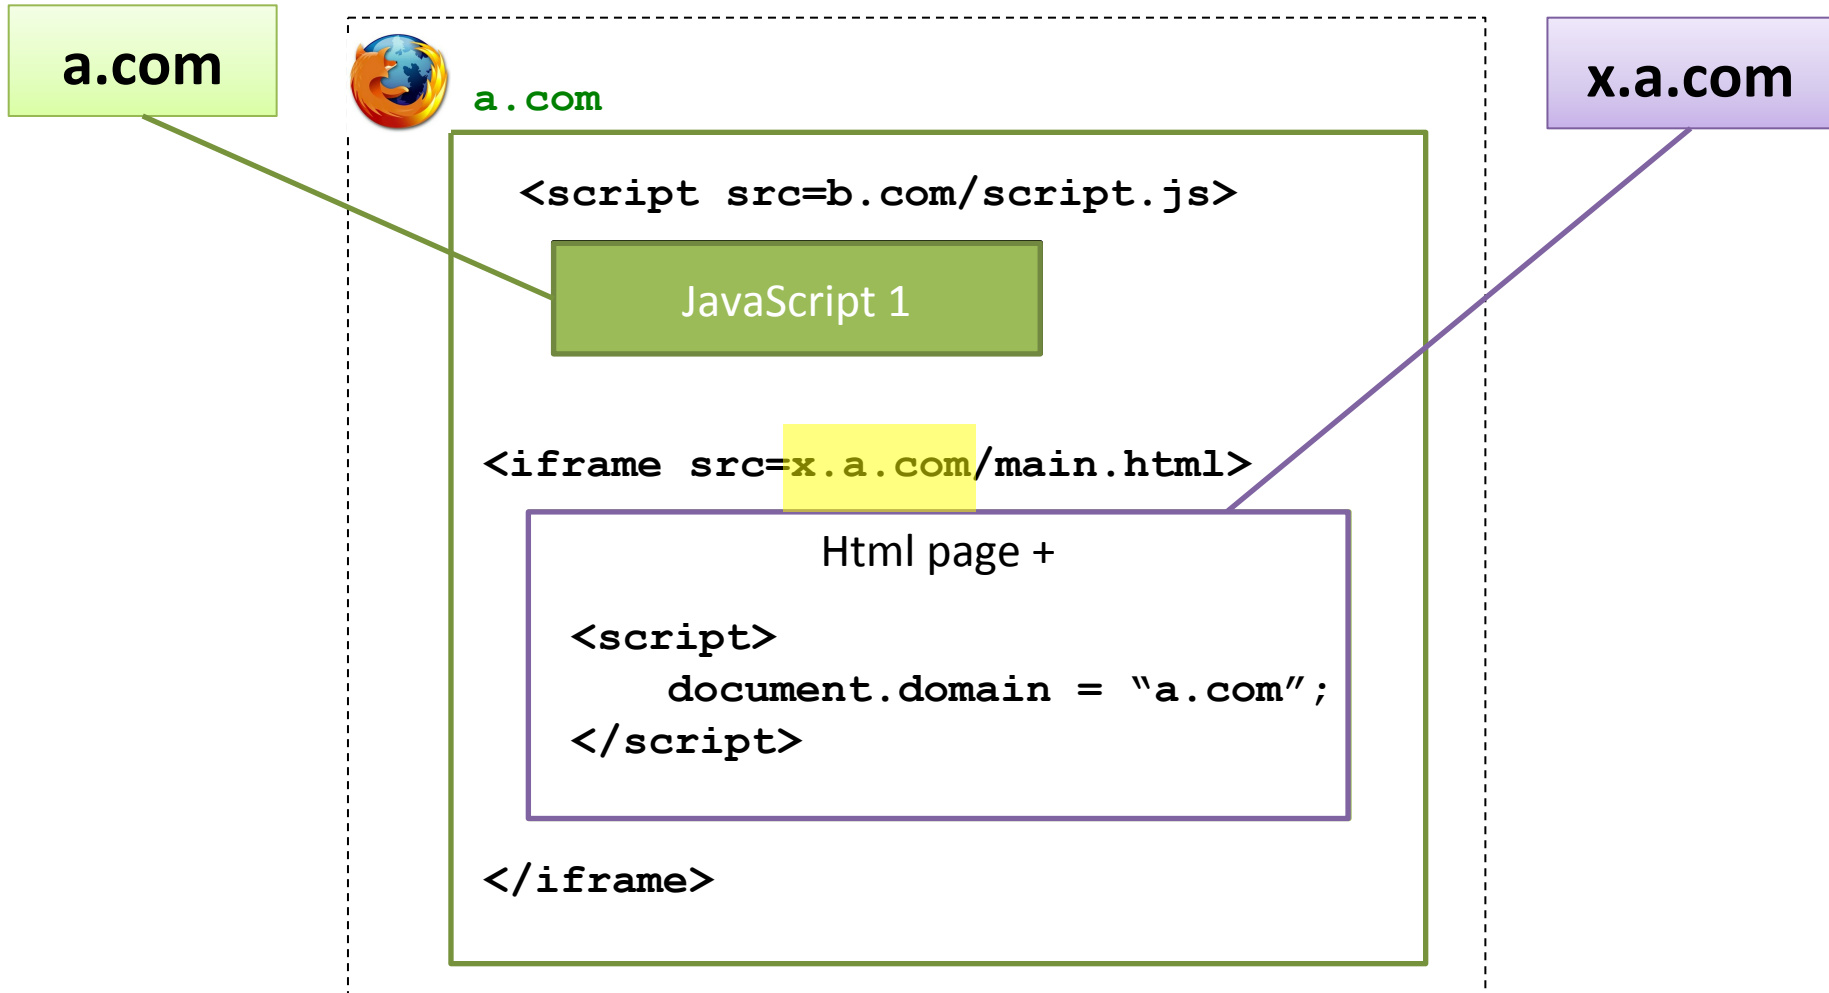 a.com
a.com
x.a.com
<script src=b.com/script.js>
JavaScript 1
<iframe src=x.a.com/main.html>
Html page +
<script>
document.domain = “a.com”;
</script>
</iframe>